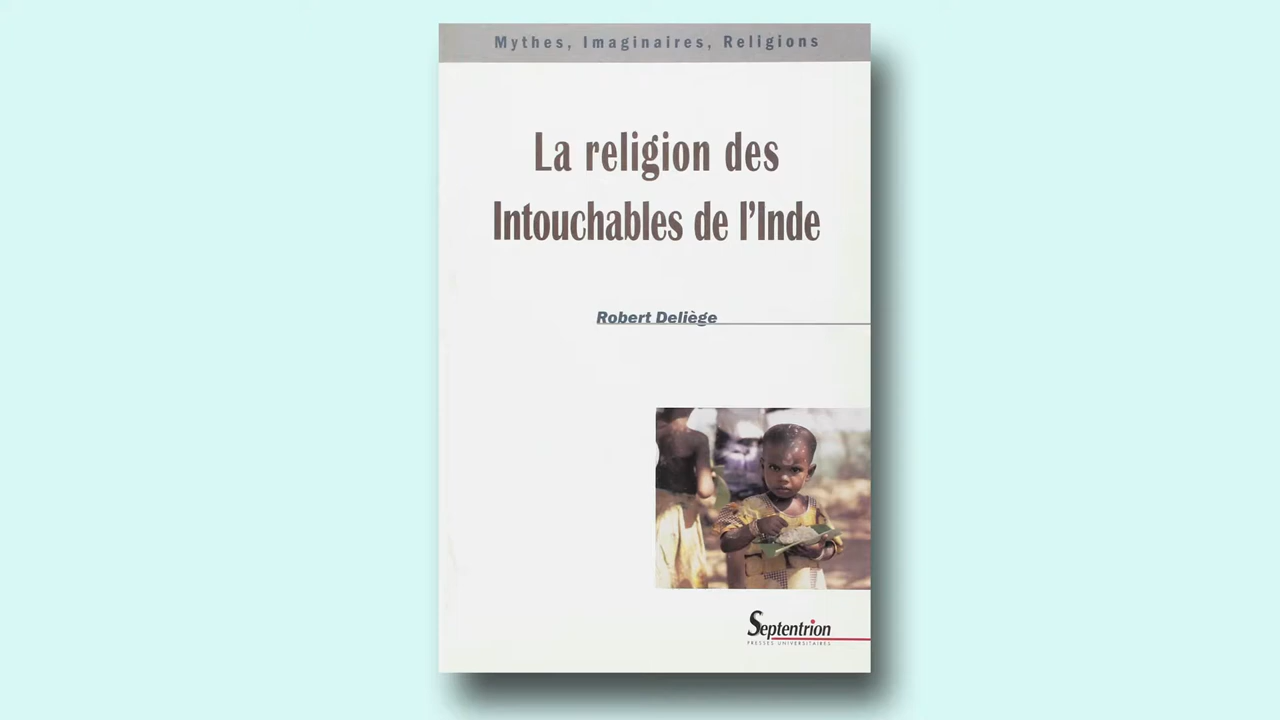 Mythes, Imaginaires, Religions
La religion des
Intouchables de l'Inde
Robert Deliège
Septentrion
PRESSES UNIVERSITAIRES